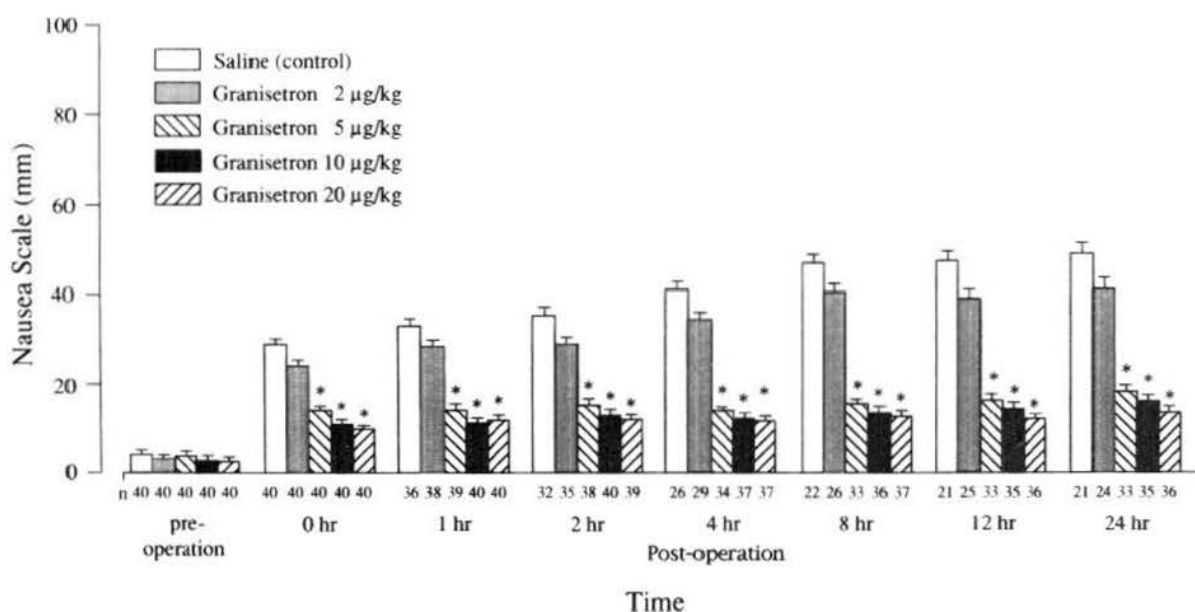 100
80
60
40
20
0
Nausea Scale (mm)
Saline (control)
Granisetron 2 µg/kg
Granisetron 5 µg/kg
Granisetron 10 µg/kg
Granisetron 20 µg/kg
* * *
* * *
* * *
* * *
* * *
* * *
* * *
n 40 40 40 40 40
40 40 40 40 40
36 38 39 40 40
32 35 38 40 39
26 29 34 37 37
22 26 33 36 37
21 25 33 35 36
21 24 33 35 36
pre-
operation
0 hr
1 hr
2 hr
4 hr
8 hr
12 hr
24 hr
Post-operation
Time